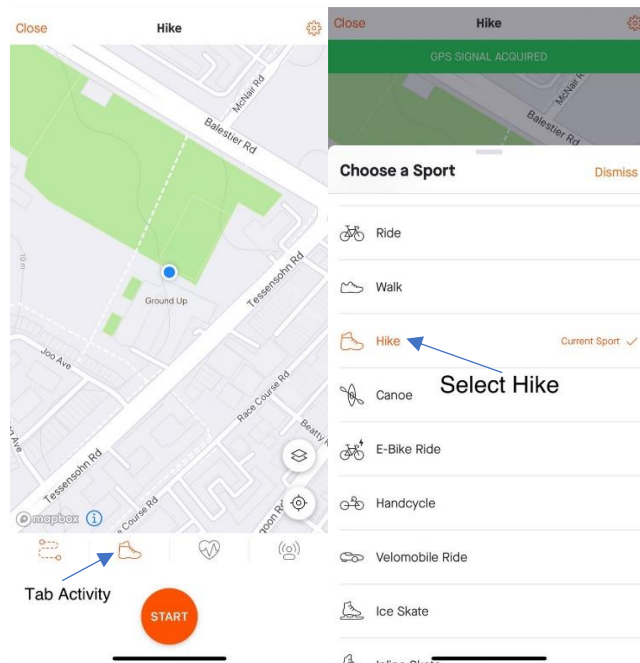 Close
Hike
McNair Rd
Balestier Rd
Tessensohn Rd
10 m
Ground Up
Joo Ave
Race Course Rd
Beatty
Tessensohn Rd
Course Rd
mapbox
Tab Activity
START
Close
Hike
GPS SIGNAL ACQUIRED
McNair R
Balestier Rd
Choose a Sport
Dismiss
Ride
Walk
Hike
Current Sport
Select Hike
Canoe
E-Bike Ride
Handcycle
Velomobile Ride
Ice Skate